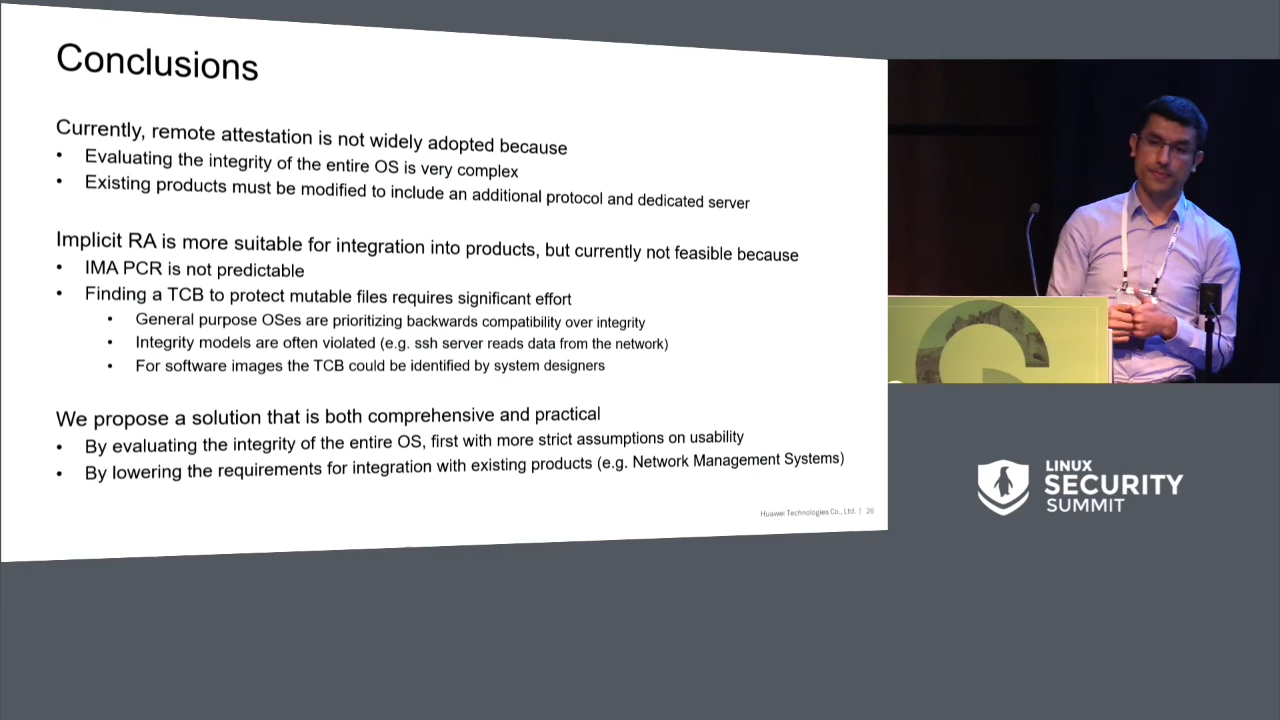 Conclusions
Currently, remote attestation is not widely adopted because
• Evaluating the integrity of the entire OS is very complex
• Existing products must be modified to include an additional protocol and dedicated server
Implicit RA is more suitable for integration into products, but currently not feasible because
• IMA PCR is not predictable
• Finding a TCB to protect mutable files requires significant effort
• General purpose OSes are prioritizing backwards compatibility over integrity
• Integrity models are often violated (e.g. ssh server reads data from the network)
• For software images the TCB could be identified by system designers
We propose a solution that is both comprehensive and practical
• By evaluating the integrity of the entire OS, first with more strict assumptions on usability
• By lowering the requirements for integration with existing products (e.g. Network Management Systems)
Huawei Technologies Co., Ltd. | 26
LINUX
SECURITY
SUMMIT